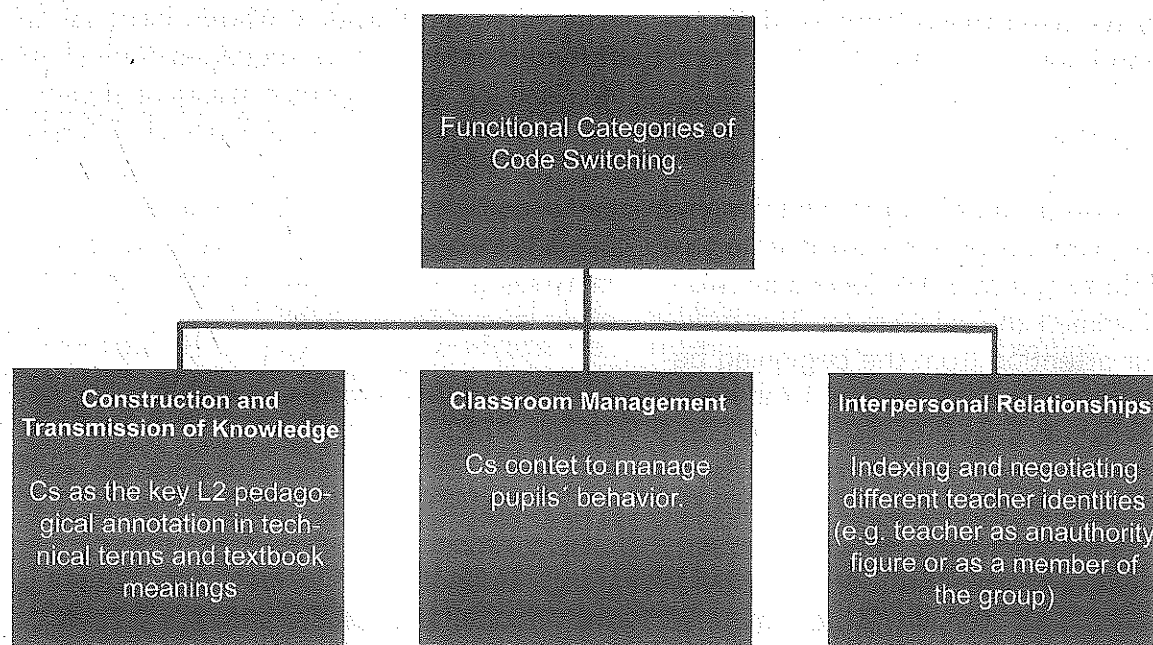 Funcitional Categories of
Code Switching.
Construction and
Transmission of Knowledge
Cs as the key L2 pedago-
gical annotation in tech-
nical terms and textbook
meanings
Classroom Management
Cs contet to manage
pupils´ behavior.
Interpersonal Relationships
Indexing and negotiating
different teacher identities
(e.g. teacher as anauthority
figure or as a member of
the group)